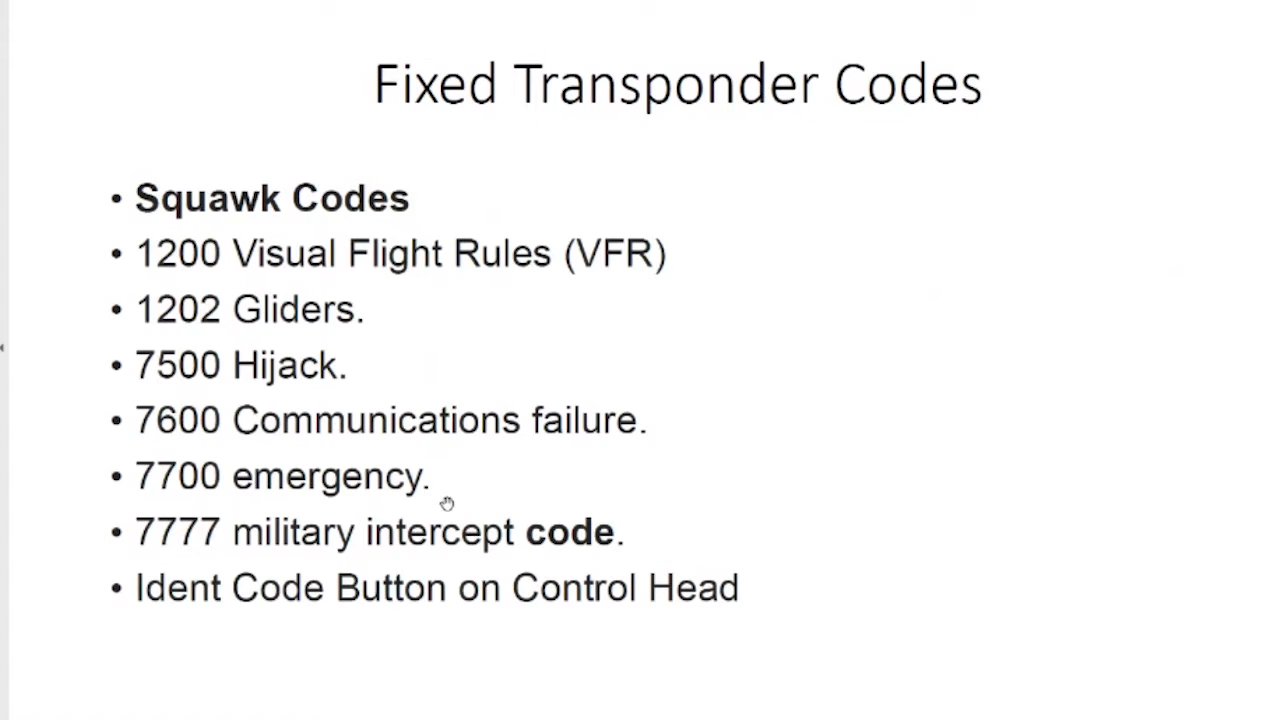 Fixed Transponder Codes
• Squawk Codes
• 1200 Visual Flight Rules (VFR)
• 1202 Gliders.
• 7500 Hijack.
• 7600 Communications failure.
• 7700 emergency.
• 7777 military intercept code.
• Ident Code Button on Control Head